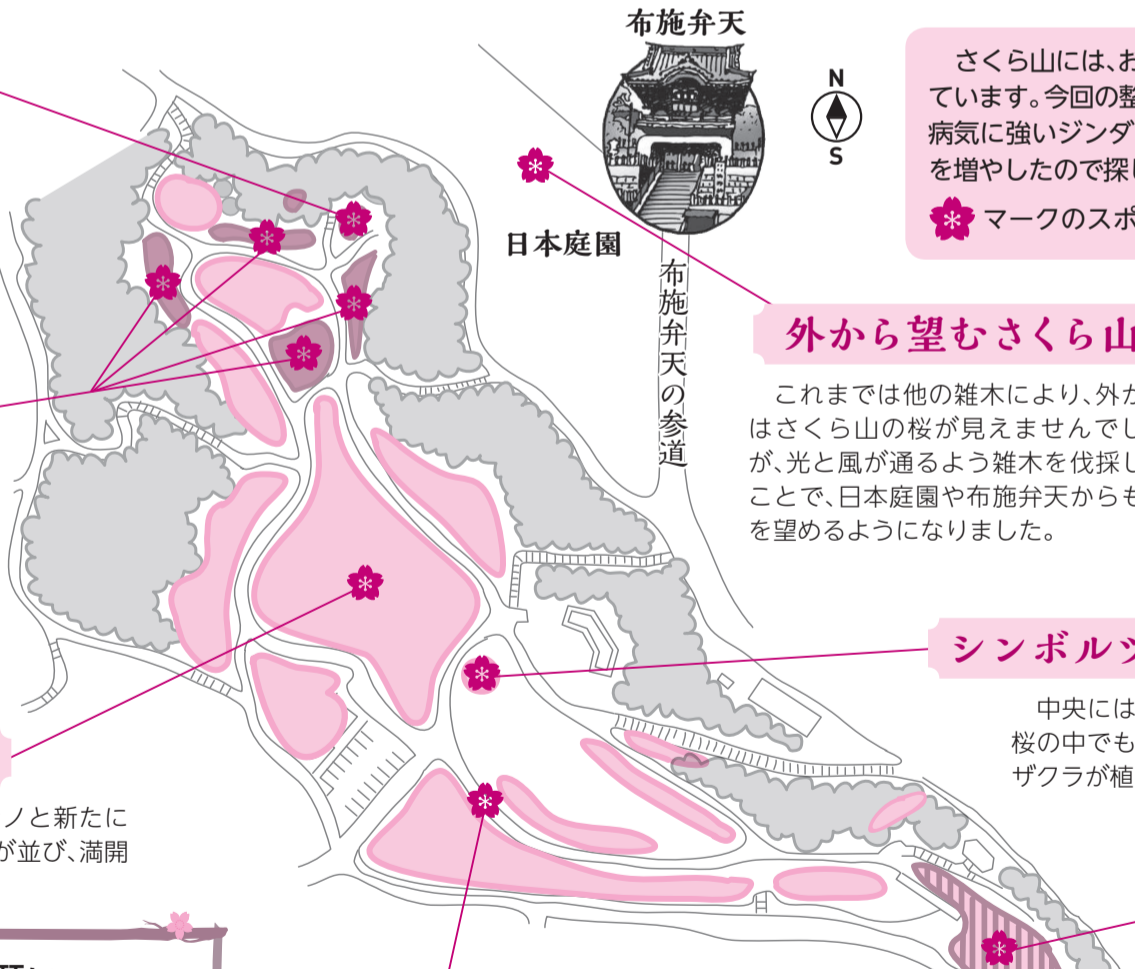 布施弁天
N
S
日本庭園
布施弁天の参道
さくら山には、お
ています。今回の整
病気に強いジンダ
を増やしたので探し
マークのスポ
外から望むさくら山
これまでは他の雑木により、外か
はさくら山の桜が見えませんでし
が、光と風が通るよう雑木を伐採し
ことで、日本庭園や布施弁天からも
を望めるようになりました。
シンボルツ
中央には
桜の中でも
ザクラが植
ノと新たに
が並び、満開